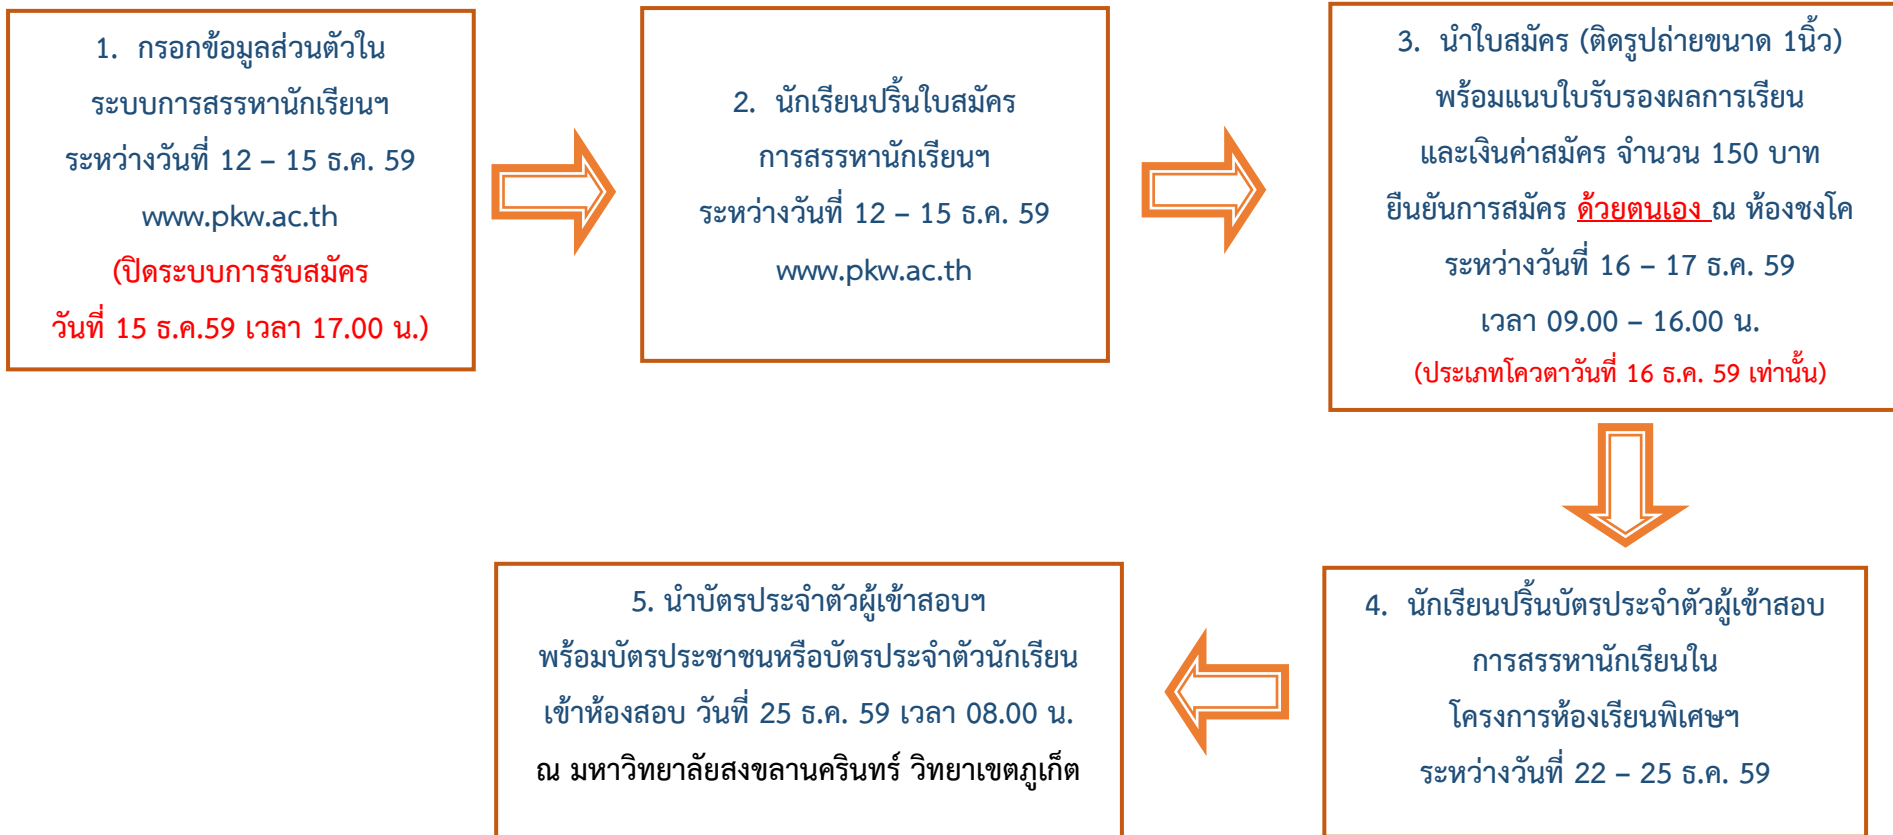 1. กรอกข้อมูลส่วนตัวใน
ระบบการสรรหานักเรียนฯ
ระหว่างวันที่ 12 – 15 ธ.ค. 59
www.pkw.ac.th
(ปิดระบบการรับสมัคร
วันที่ 15 ธ.ค.59 เวลา 17.00 น.)
2. นักเรียนปริ้นใบสมัคร
การสรรหานักเรียนฯ
ระหว่างวันที่ 12 – 15 ธ.ค. 59
www.pkw.ac.th
3. นำใบสมัคร (ติดรูปถ่ายขนาด 1นิ้ว)
พร้อมแนบใบรับรองผลการเรียน
และเงินค่าสมัคร จำนวน 150 บาท
ยืนยันการสมัคร ด้วยตนเอง ณ ห้องชงโค
ระหว่างวันที่ 16 – 17 ธ.ค. 59
เวลา 09.00 – 16.00 น.
(ประเภทโควตาวันที่ 16 ธ.ค. 59 เท่านั้น)
4. นักเรียนปริ้นบัตรประจำตัวผู้เข้าสอบ
การสรรหานักเรียนใน
โครงการห้องเรียนพิเศษฯ
ระหว่างวันที่ 22 – 25 ธ.ค. 59
5. นำบัตรประจำตัวผู้เข้าสอบฯ
พร้อมบัตรประชาชนหรือบัตรประจำตัวนักเรียน
เข้าห้องสอบ วันที่ 25 ธ.ค. 59 เวลา 08.00 น.
ณ มหาวิทยาลัยสงขลานครินทร์ วิทยาเขตภูเก็ต